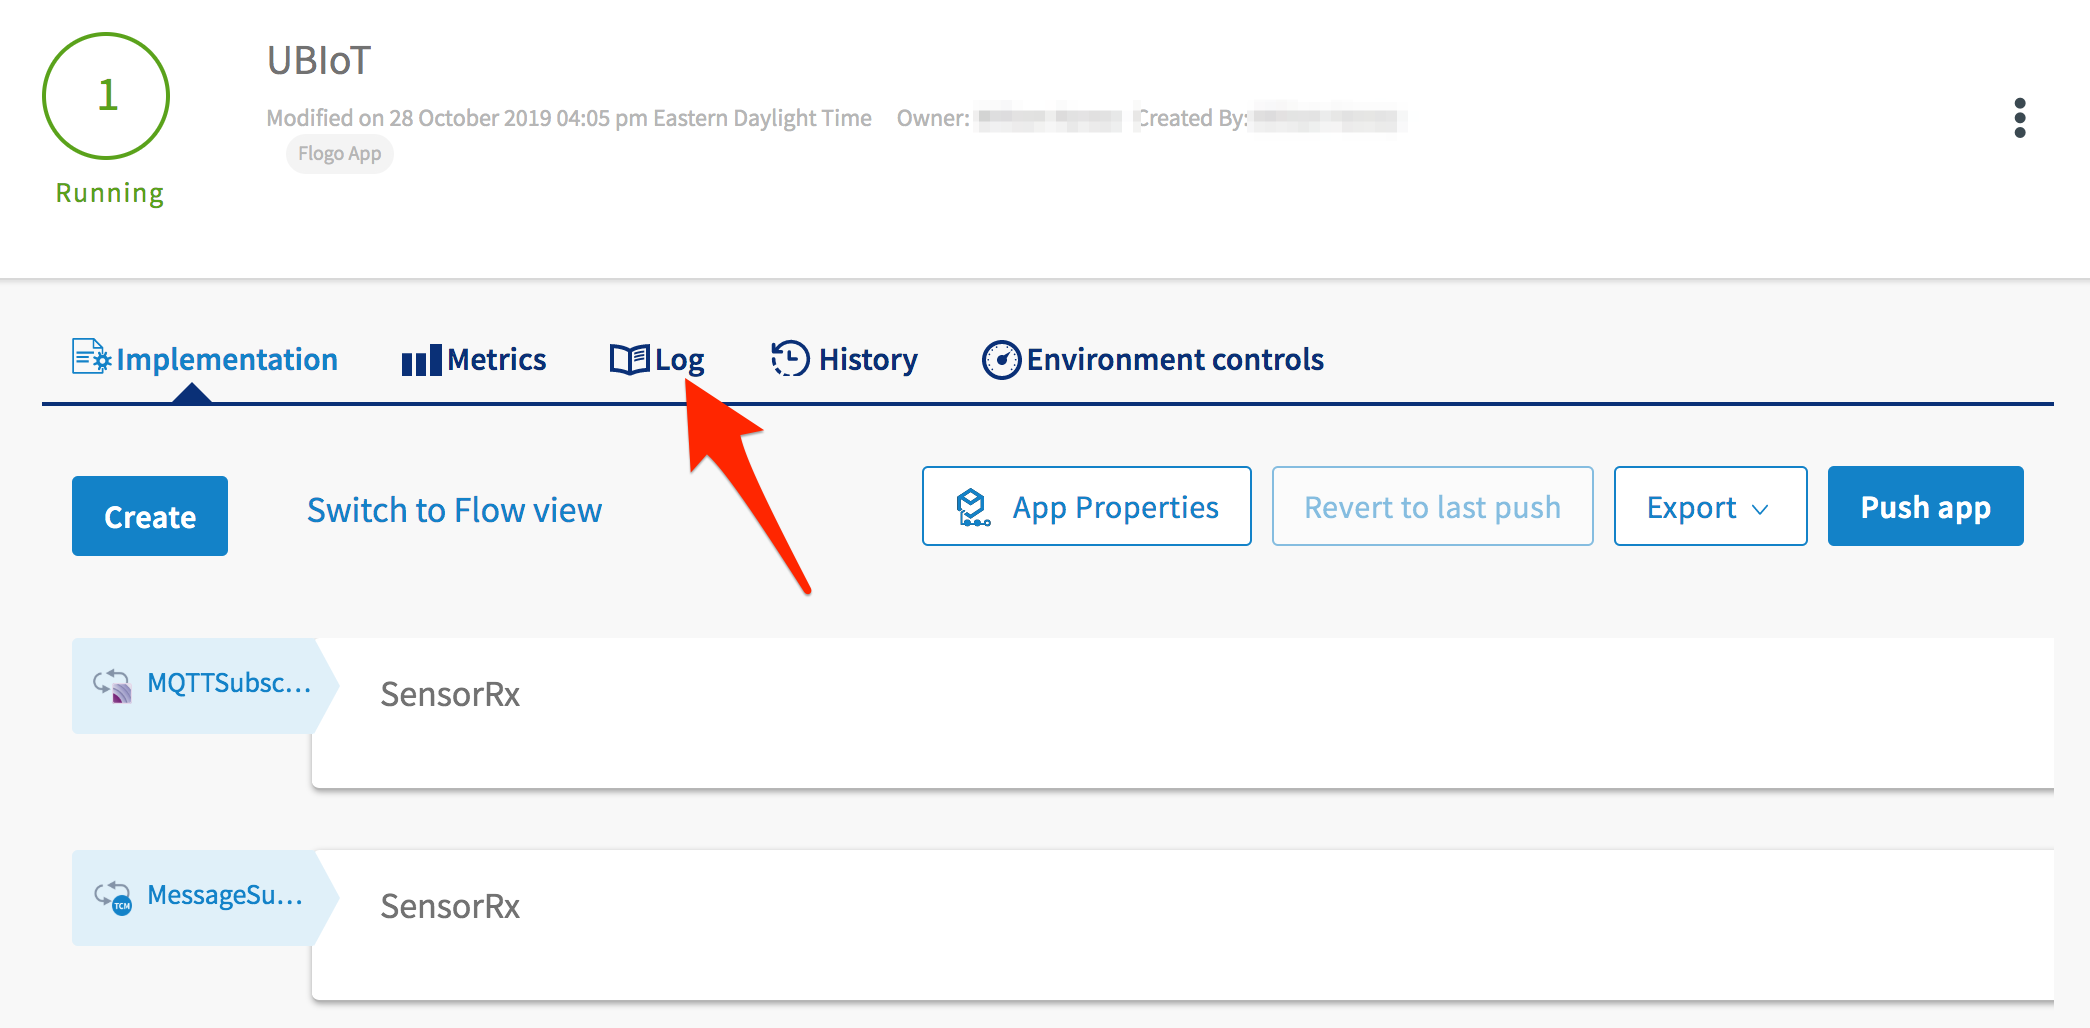 1
Running
UBIoT
Modified on 28 October 2019 04:05 pm Eastern Daylight Time Owner: Created By:
Flogo App
Implementation Metrics Log History Environment controls
Create Switch to Flow view App Properties Revert to last push Export Push app
MQTTSubsc... SensorRx
TCM MessageSu... SensorRx